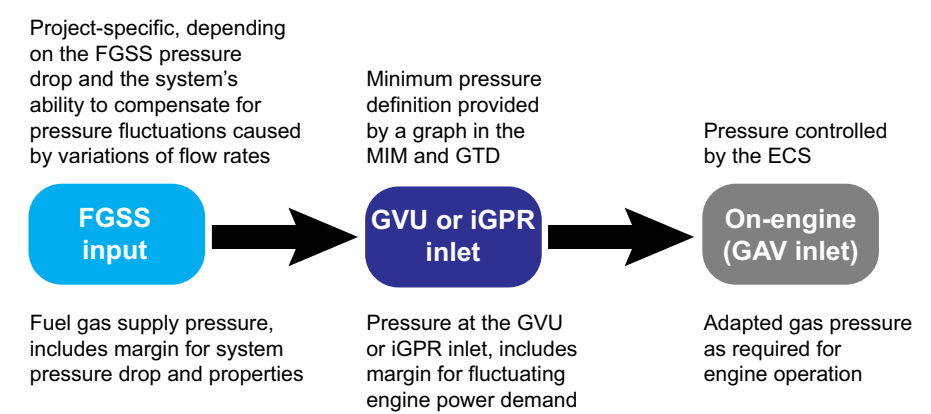 Project-specific, depending
on the FGSS pressure
drop and the system's
ability to compensate for
pressure fluctuations caused
by variations of flow rates
Minimum pressure
definition provided
by a graph in the
MIM and GTD
Pressure controlled
by the ECS
FGSS
input
GVU or iGPR
inlet
On-engine
(GAV inlet)
Fuel gas supply pressure,
includes margin for system
pressure drop and properties
Pressure at the GVU
or iGPR inlet, includes
margin for fluctuating
engine power demand
Adapted gas pressure
as required for
engine operation